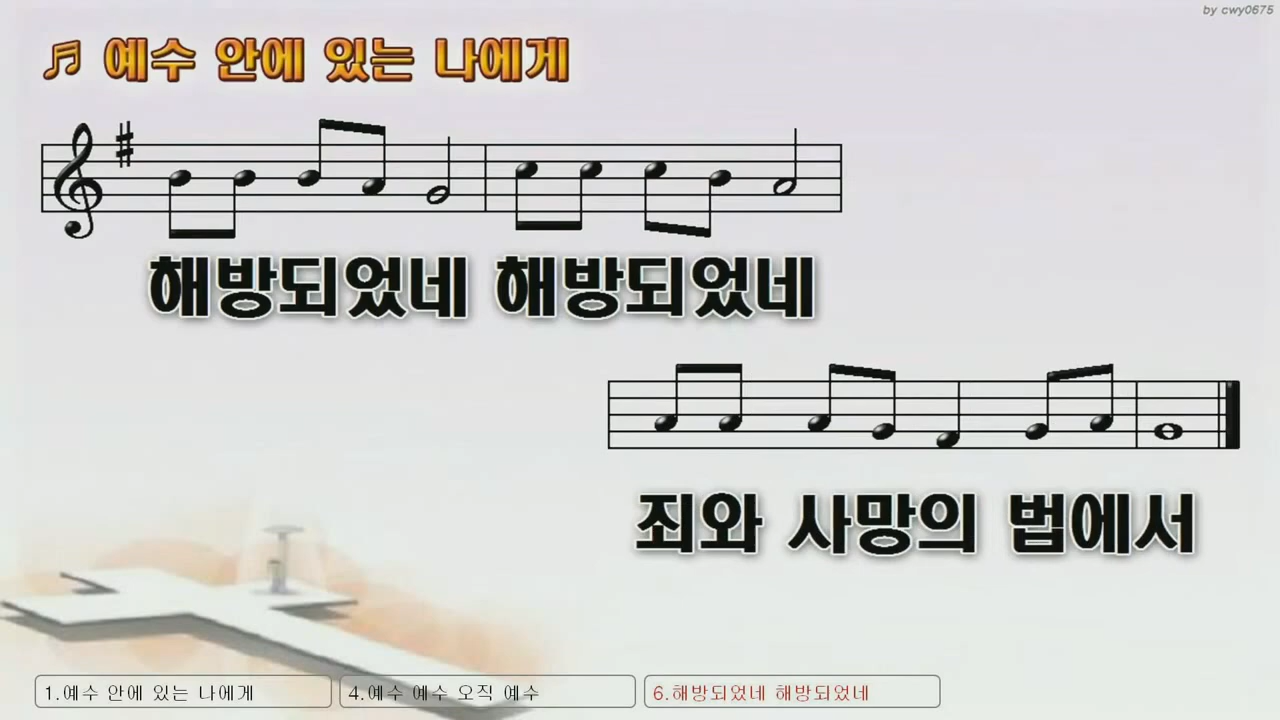 by cwy0675
♬ 예수 안에 있는 나에게
해방되었네 해방되었네
죄와 사망의 법에서
1.예수 안에 있는 나에게
4.예수 예수 오직 예수
6.해방되었네 해방되었네